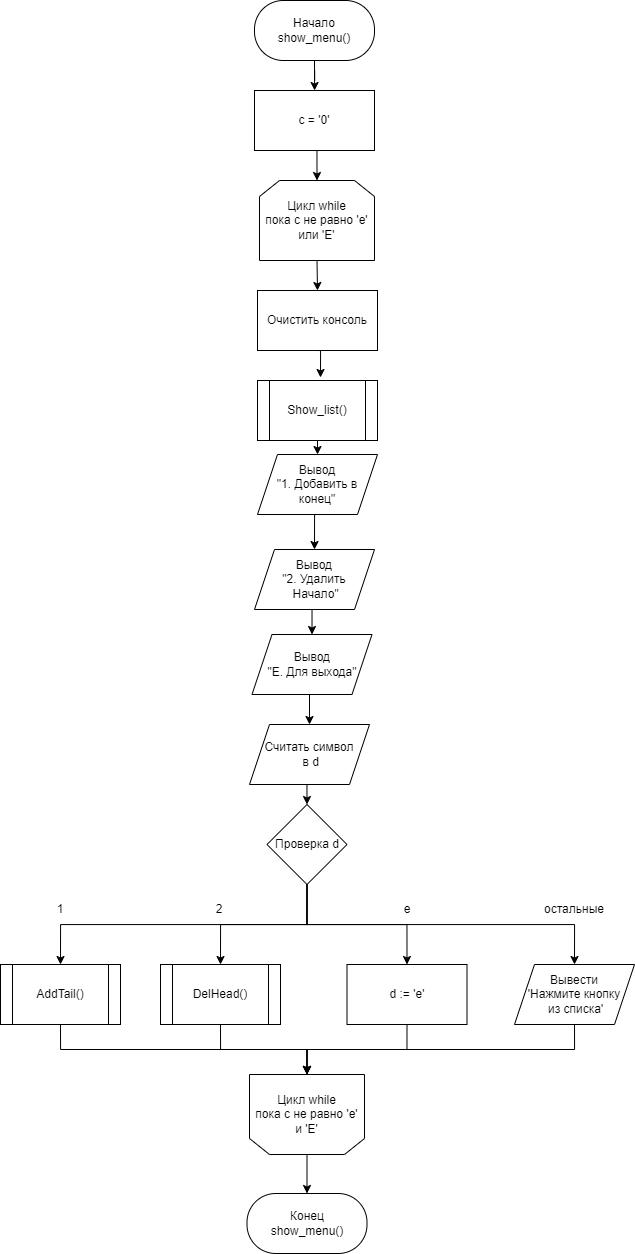 Начало
show_menu()
c = '0'
Цикл while
пока c не равно 'e'
или 'E'
Очистить консоль
Show_list()
Вывод
"1. Добавить в
конец"
Вывод
"2. Удалить
Начало"
Вывод
"E. Для выхода"
Считать символ
в d
Проверка d
1
2
e
остальные
AddTail()
DelHead()
d := 'e'
Вывести
'Нажмите кнопку
из списка'
Цикл while
пока c не равно 'e'
и 'E'
Конец
show_menu()